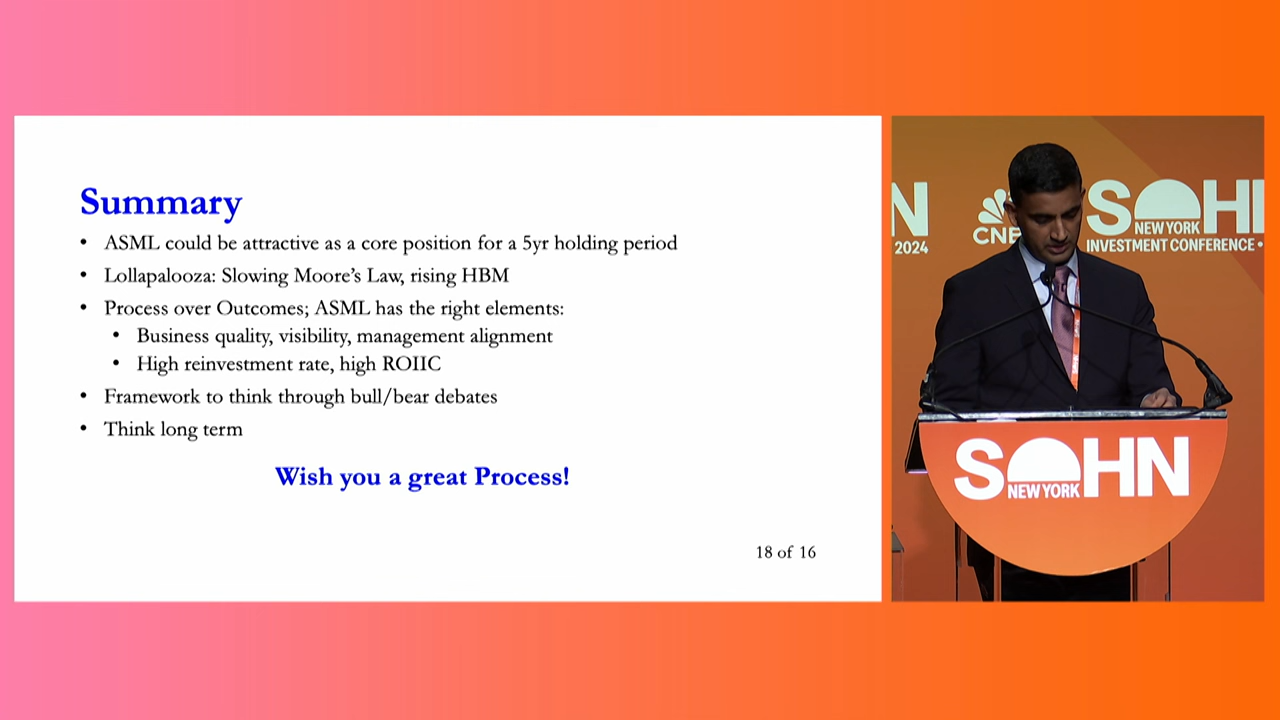 Summary
• ASML could be attractive as a core position for a 5yr holding period
• Lollapalooza: Slowing Moore's Law, rising HBM
• Process over Outcomes; ASML has the right elements:
• Business quality, visibility, management alignment
• High reinvestment rate, high ROIIC
• Framework to think through bull/bear debates
• Think long term
Wish you a great Process!
18 of 16
N
2024
CNB
SOHN
NEW YORK
INVESTMENT CONFERENCE •
SOHN
NEW YORK